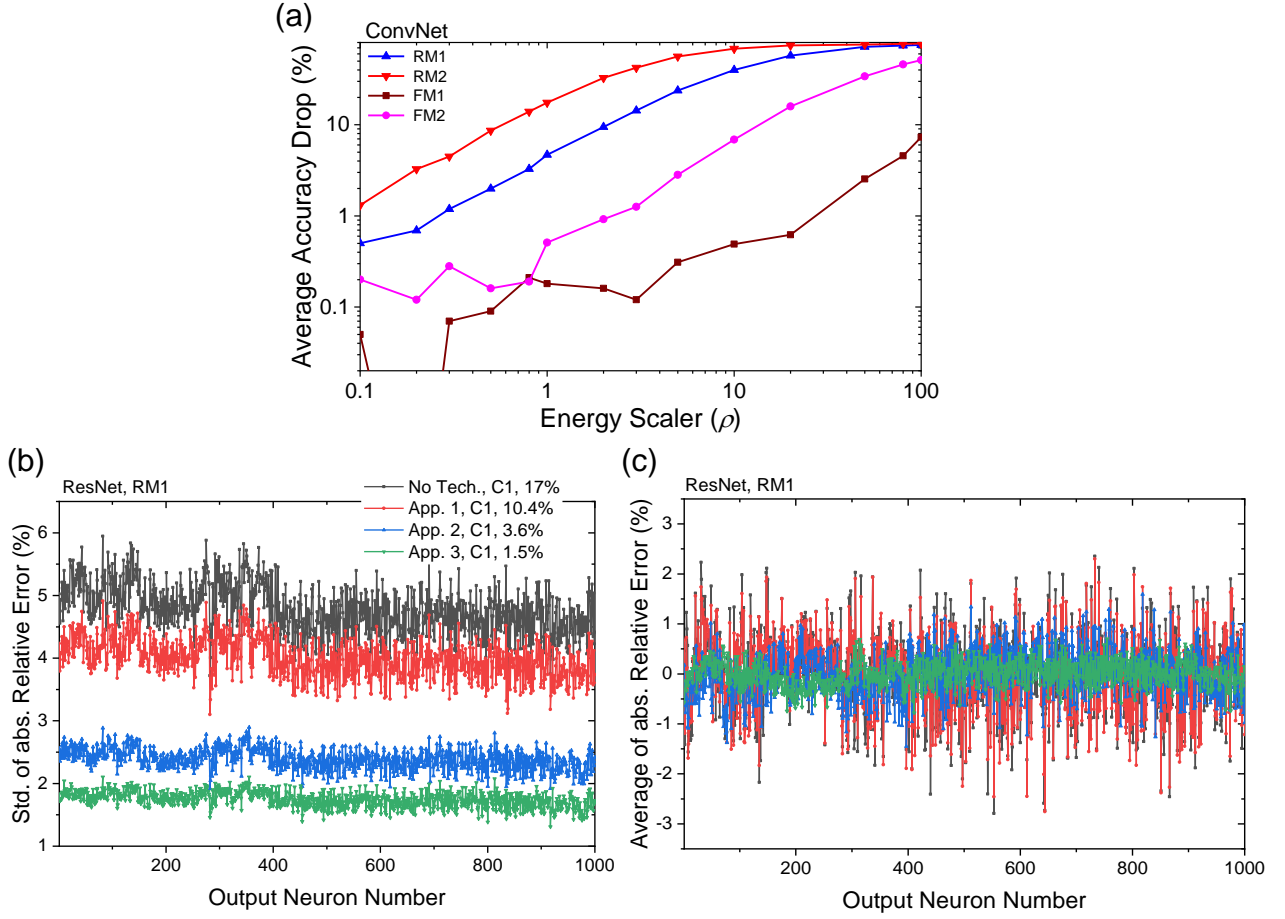 (a)
ConvNet
RM1
RM2
FM1
FM2
Average Accuracy Drop (%)
10
1
0.1
0.1 1 10 100
Energy Scaler (ρ)
(b)
ResNet, RM1
No Tech., C1, 17%
App. 1, C1, 10.4%
App. 2, C1, 3.6%
App. 3, C1, 1.5%
Std. of abs. Relative Error (%)
6
5
4
3
2
1
200 400 600 800 1000
Output Neuron Number
(c)
ResNet, RM1
Average of abs. Relative Error (%)
3
2
1
0
-1
-2
-3
200 400 600 800 1000
Output Neuron Number